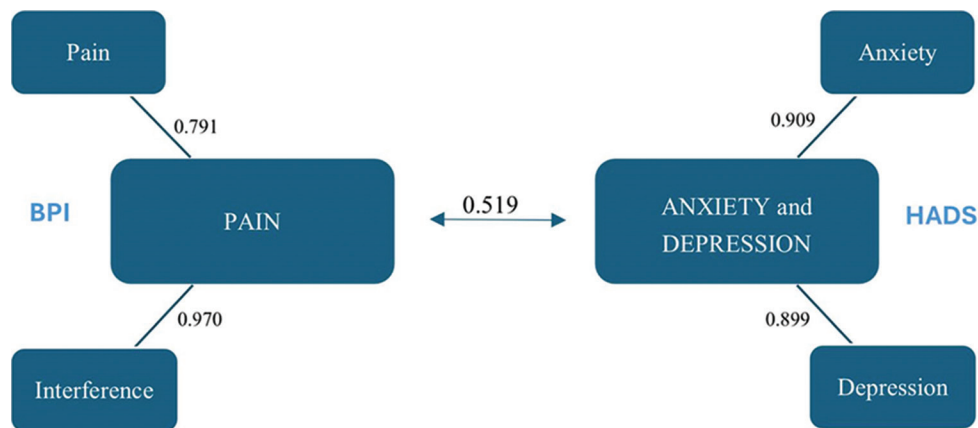 Pain
Anxiety
0.791
0.909
BPI
PAIN
0.519
ANXIETY and
DEPRESSION
HADS
0.970
0.899
Interference
Depression